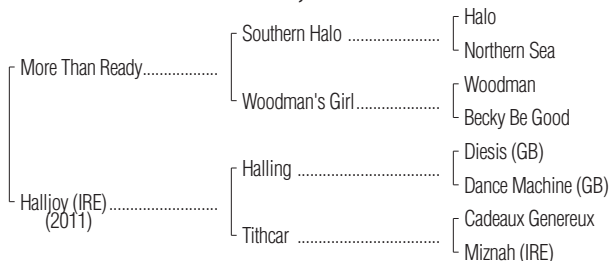 Halo
Southern Halo ......................
Northern Sea
More Than Ready.................
Woodman
Woodman's Girl....................
Becky Be Good
Diesis (GB)
Halling ..................................
Dance Machine (GB)
Halljoy (IRE)........................
(2011)
Cadeaux Genereux
Tithcar ..................................
Miznah (IRE)